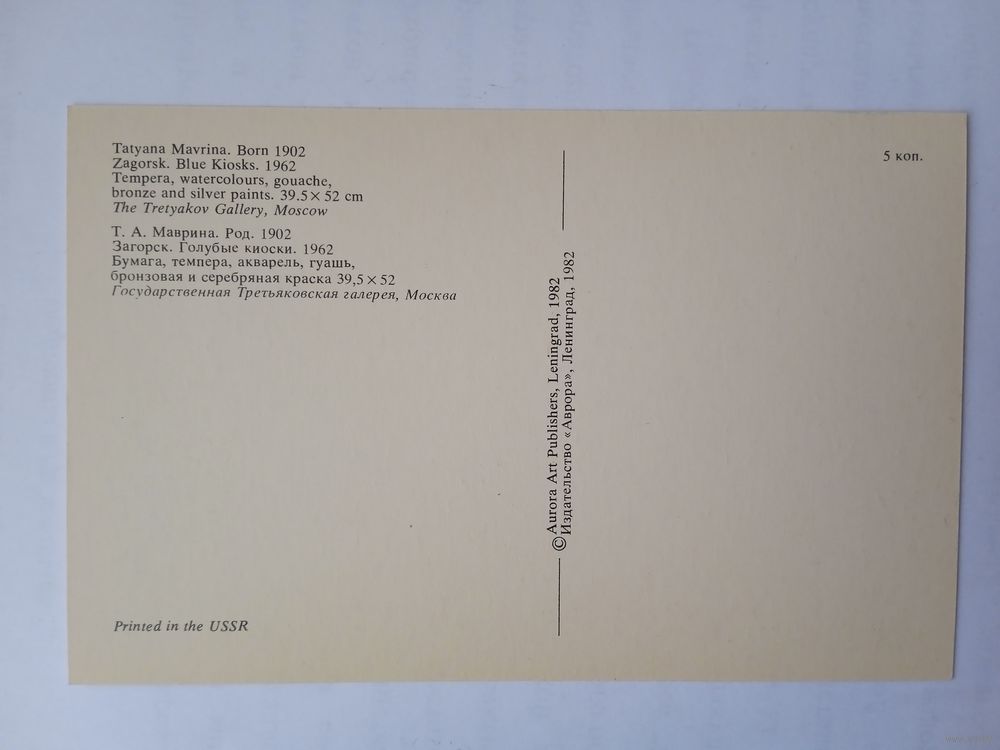 Tatyana Mavrina. Born 1902
Zagorsk. Blue Kiosks. 1962
Tempera, watercolours, gouache,
bronze and silver paints. 39.5 × 52 cm
The Tretyakov Gallery, Moscow
Т. А. Маврина. Род. 1902
Загорск. Голубые киоски. 1962
Бумага, темпера, акварель, гуашь,
бронзовая и серебряная краска 39,5 × 52
Государственная Третьяковская галерея, Москва
Printed in the USSR
© Aurora Art Publishers, Leningrad, 1982
Издательство «Аврора», Ленинград, 1982
5 коп.